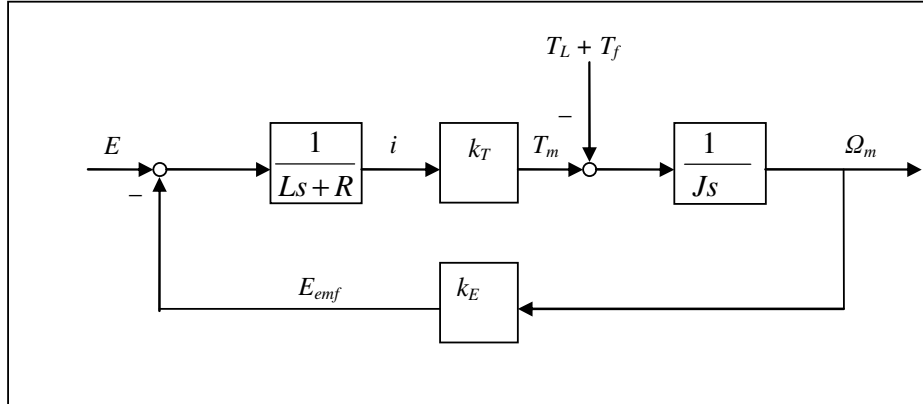 T_L + T_f
−
E
1
Ls + R
i
k_T
T_m
1
Js
Ω_m
−
E_emf
k_E